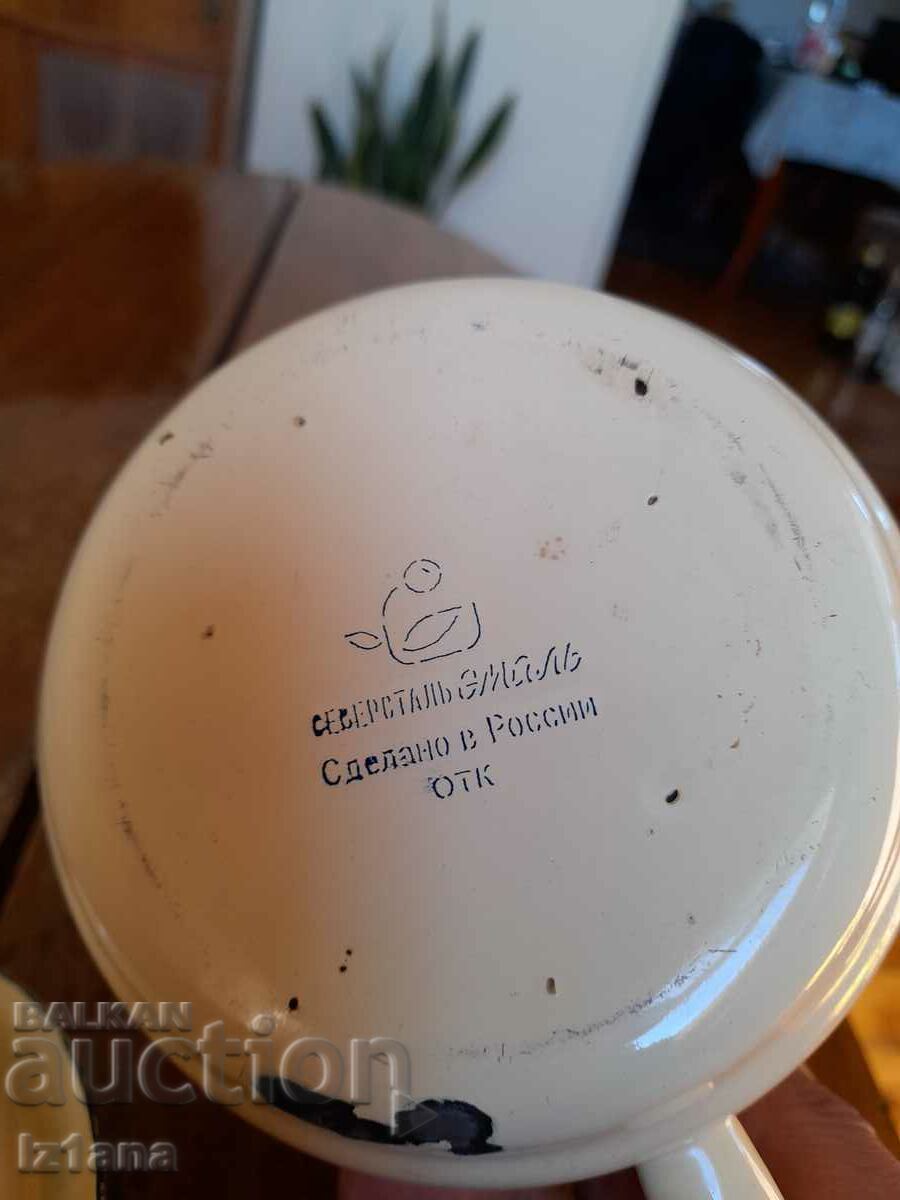 СЕВЕРСТАЛЬ ЭМАЛЬ
Сделано в России
ОТК
BALKAN
auction
Iz1ana